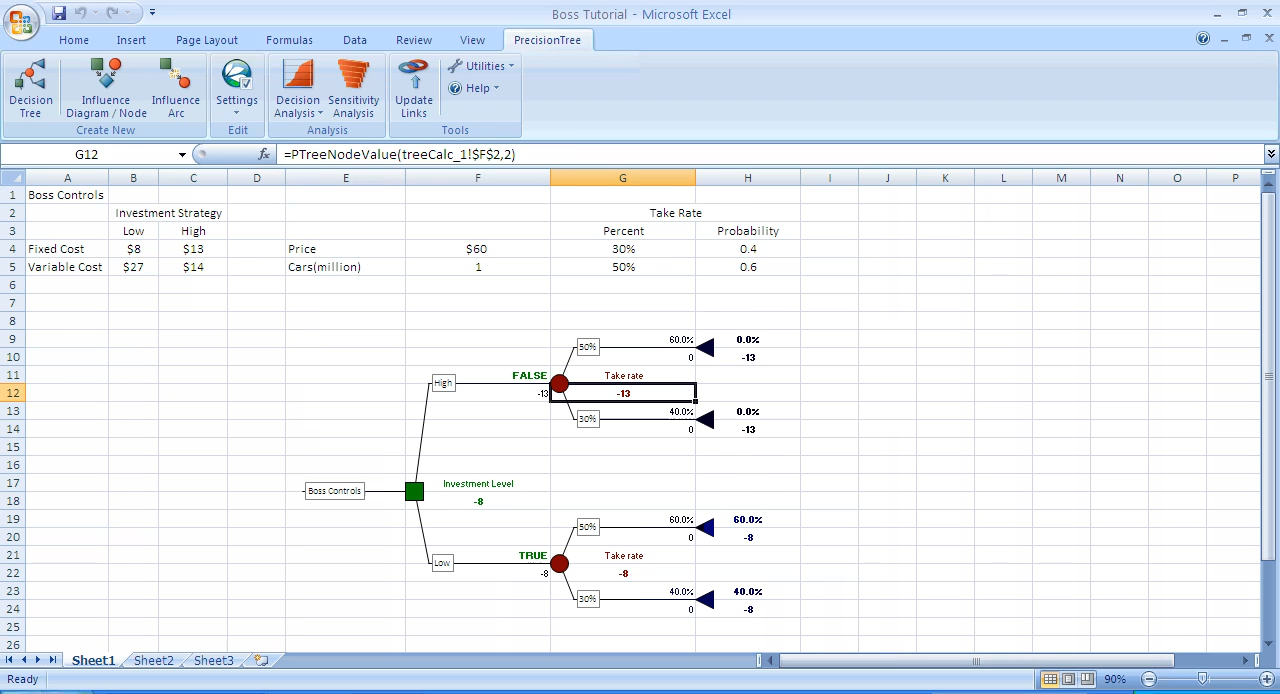 Boss Tutorial - Microsoft Excel
Home Insert Page Layout Formulas Data Review View PrecisionTree
Utilities
Help
Decision Tree
Influence Diagram / Node
Influence Arc
Settings
Decision Analysis
Sensitivity Analysis
Update Links
Create New Edit Analysis Tools
G12 fx =PTreeNodeValue(treeCalc_1!$F$2,2)
A B C D E F G H I J K L M N O P
1 Boss Controls
2 Investment Strategy Take Rate
3 Low High Percent Probability
4 Fixed Cost $8 $13 Price $60 30% 0.4
5 Variable Cost $27 $14 Cars(million) 1 50% 0.6
6
7
8
9 50% 60.0% 0.0%
10 0 -13
11 High FALSE Take rate
12 -13 -13
13 30% 40.0% 0.0%
14 0 -13
15
16
17 Boss Controls Investment Level
18 -8
19 50% 60.0% 60.0%
20 0 -8
21 Low TRUE Take rate
22 -8 -8
23 30% 40.0% 40.0%
24 0 -8
25
26
Sheet1 Sheet2 Sheet3
Ready 90%